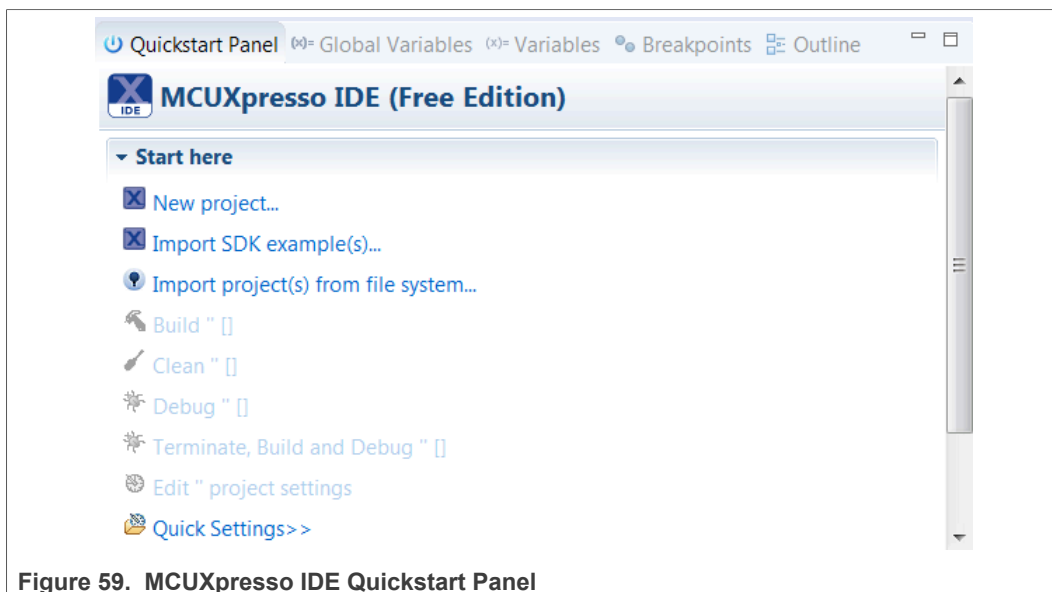 Quickstart Panel (x)= Global Variables (x)= Variables Breakpoints Outline
IDE MCUXpresso IDE (Free Edition)
Start here
New project...
Import SDK example(s)...
Import project(s) from file system...
Build '' []
Clean '' []
Debug '' []
Terminate, Build and Debug '' []
Edit '' project settings
Quick Settings>>
Figure 59. MCUXpresso IDE Quickstart Panel